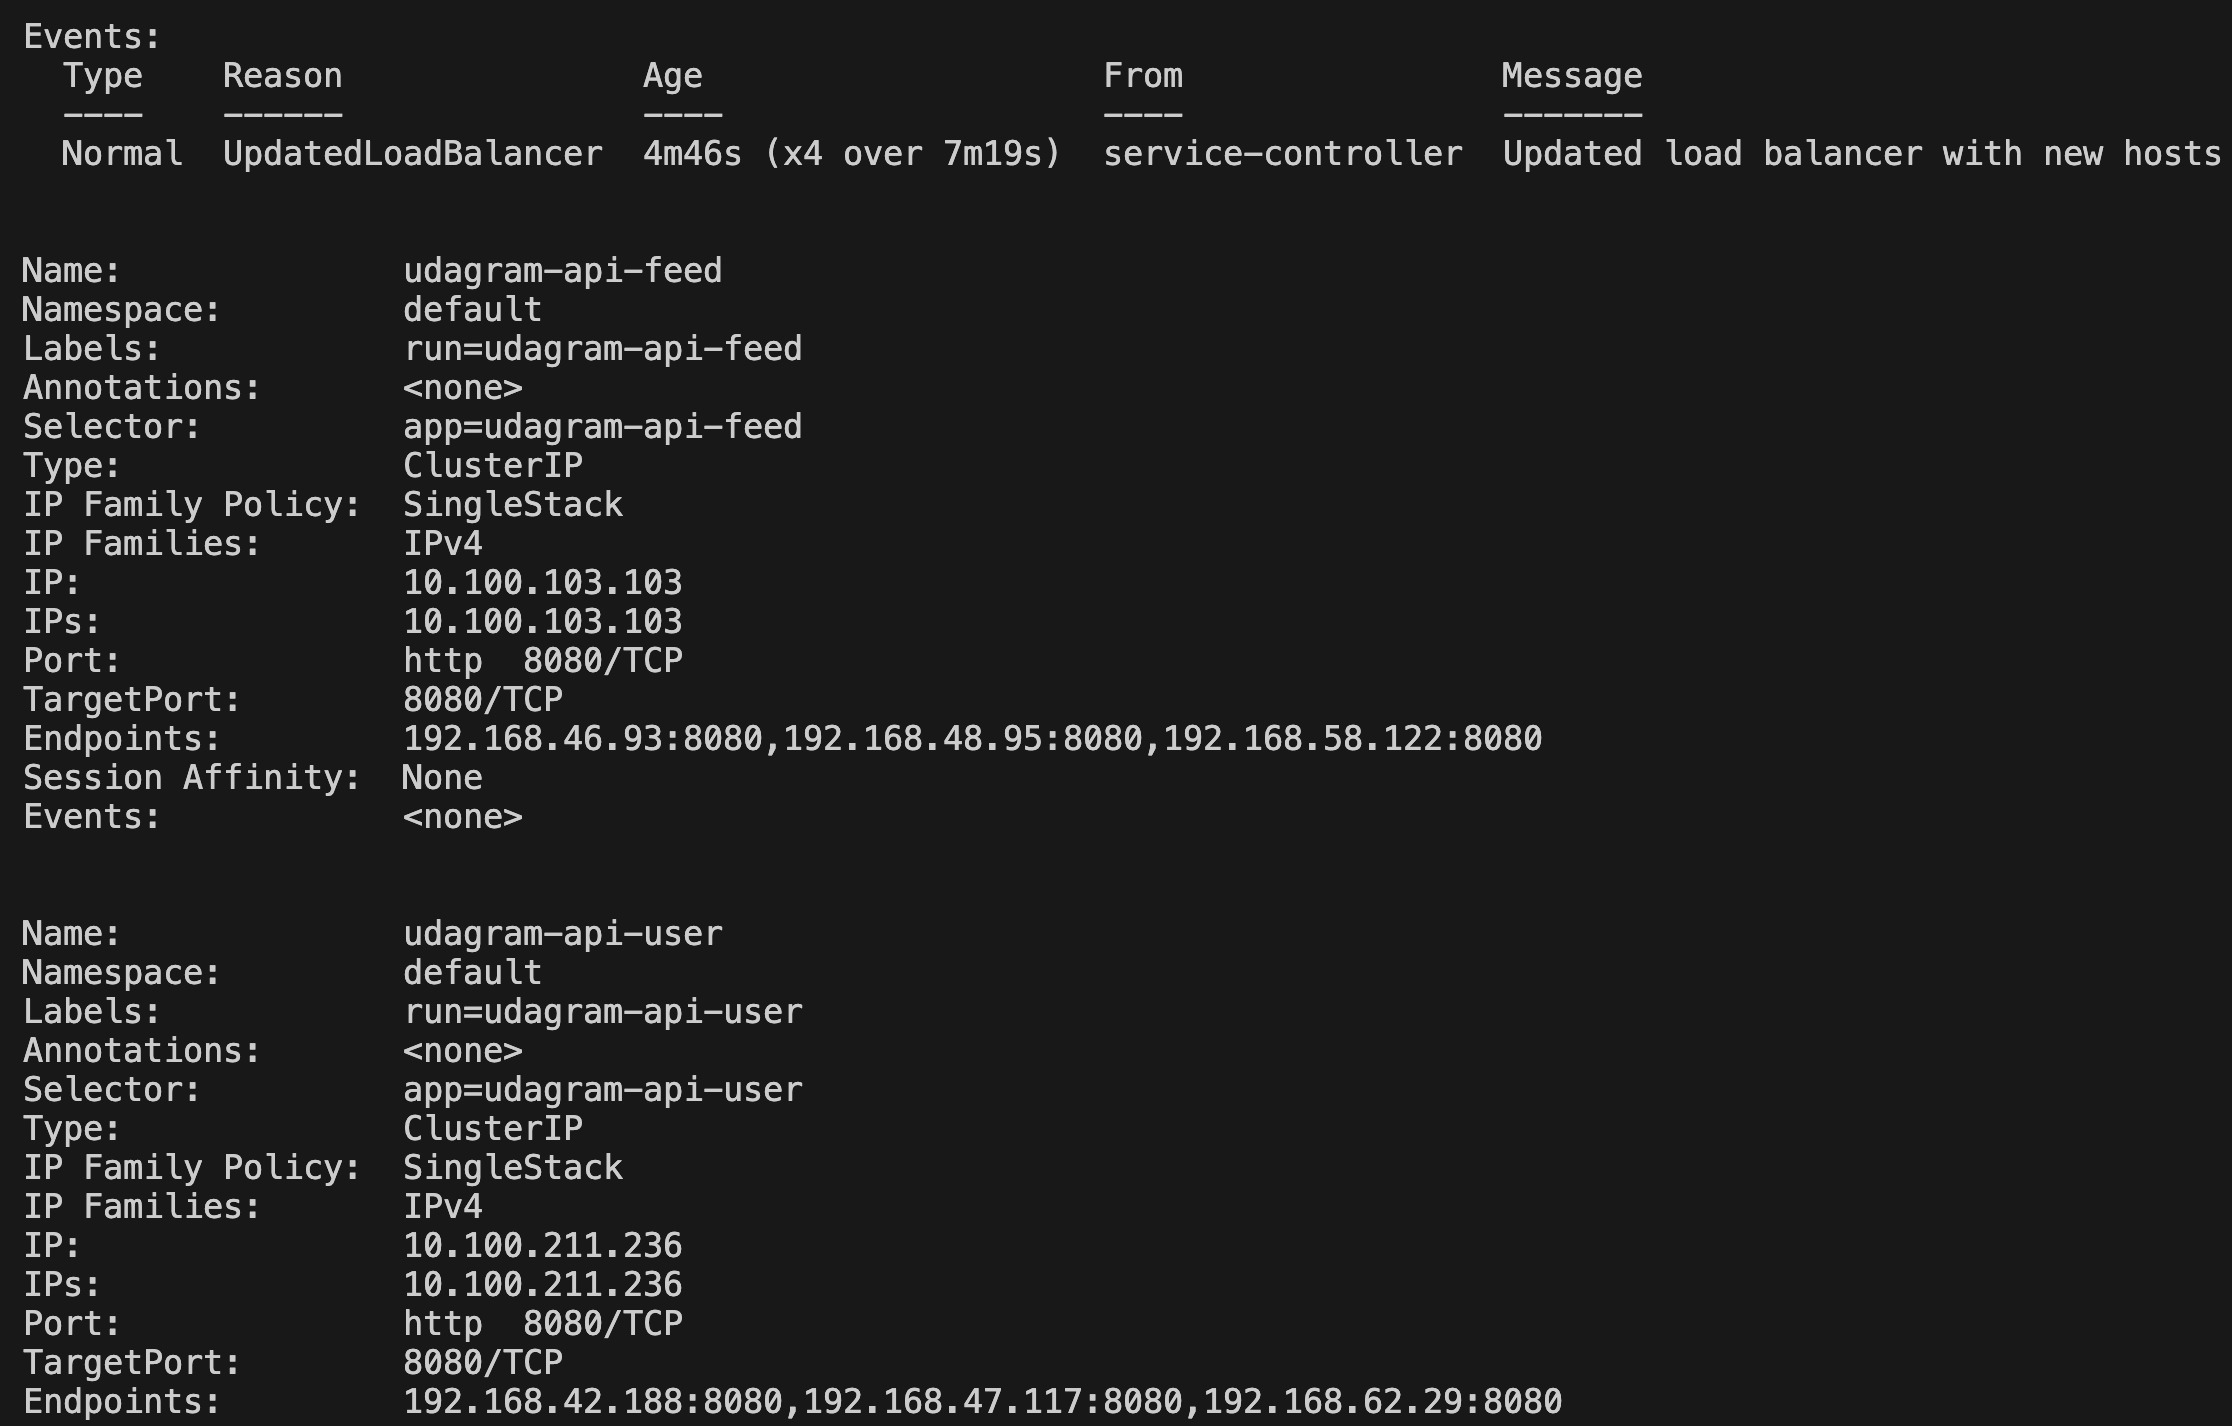 Events:
  Type    Reason               Age                    From                Message
  ----    ------               ----                   ----                -------
  Normal  UpdatedLoadBalancer  4m46s (x4 over 7m19s)  service-controller  Updated load balancer with new hosts
Name:              udagram-api-feed
Namespace:         default
Labels:            run=udagram-api-feed
Annotations:       <none>
Selector:          app=udagram-api-feed
Type:              ClusterIP
IP Family Policy:  SingleStack
IP Families:       IPv4
IP:                10.100.103.103
IPs:               10.100.103.103
Port:              http  8080/TCP
TargetPort:        8080/TCP
Endpoints:         192.168.46.93:8080,192.168.48.95:8080,192.168.58.122:8080
Session Affinity:  None
Events:            <none>
Name:              udagram-api-user
Namespace:         default
Labels:            run=udagram-api-user
Annotations:       <none>
Selector:          app=udagram-api-user
Type:              ClusterIP
IP Family Policy:  SingleStack
IP Families:       IPv4
IP:                10.100.211.236
IPs:               10.100.211.236
Port:              http  8080/TCP
TargetPort:        8080/TCP
Endpoints:         192.168.42.188:8080,192.168.47.117:8080,192.168.62.29:8080